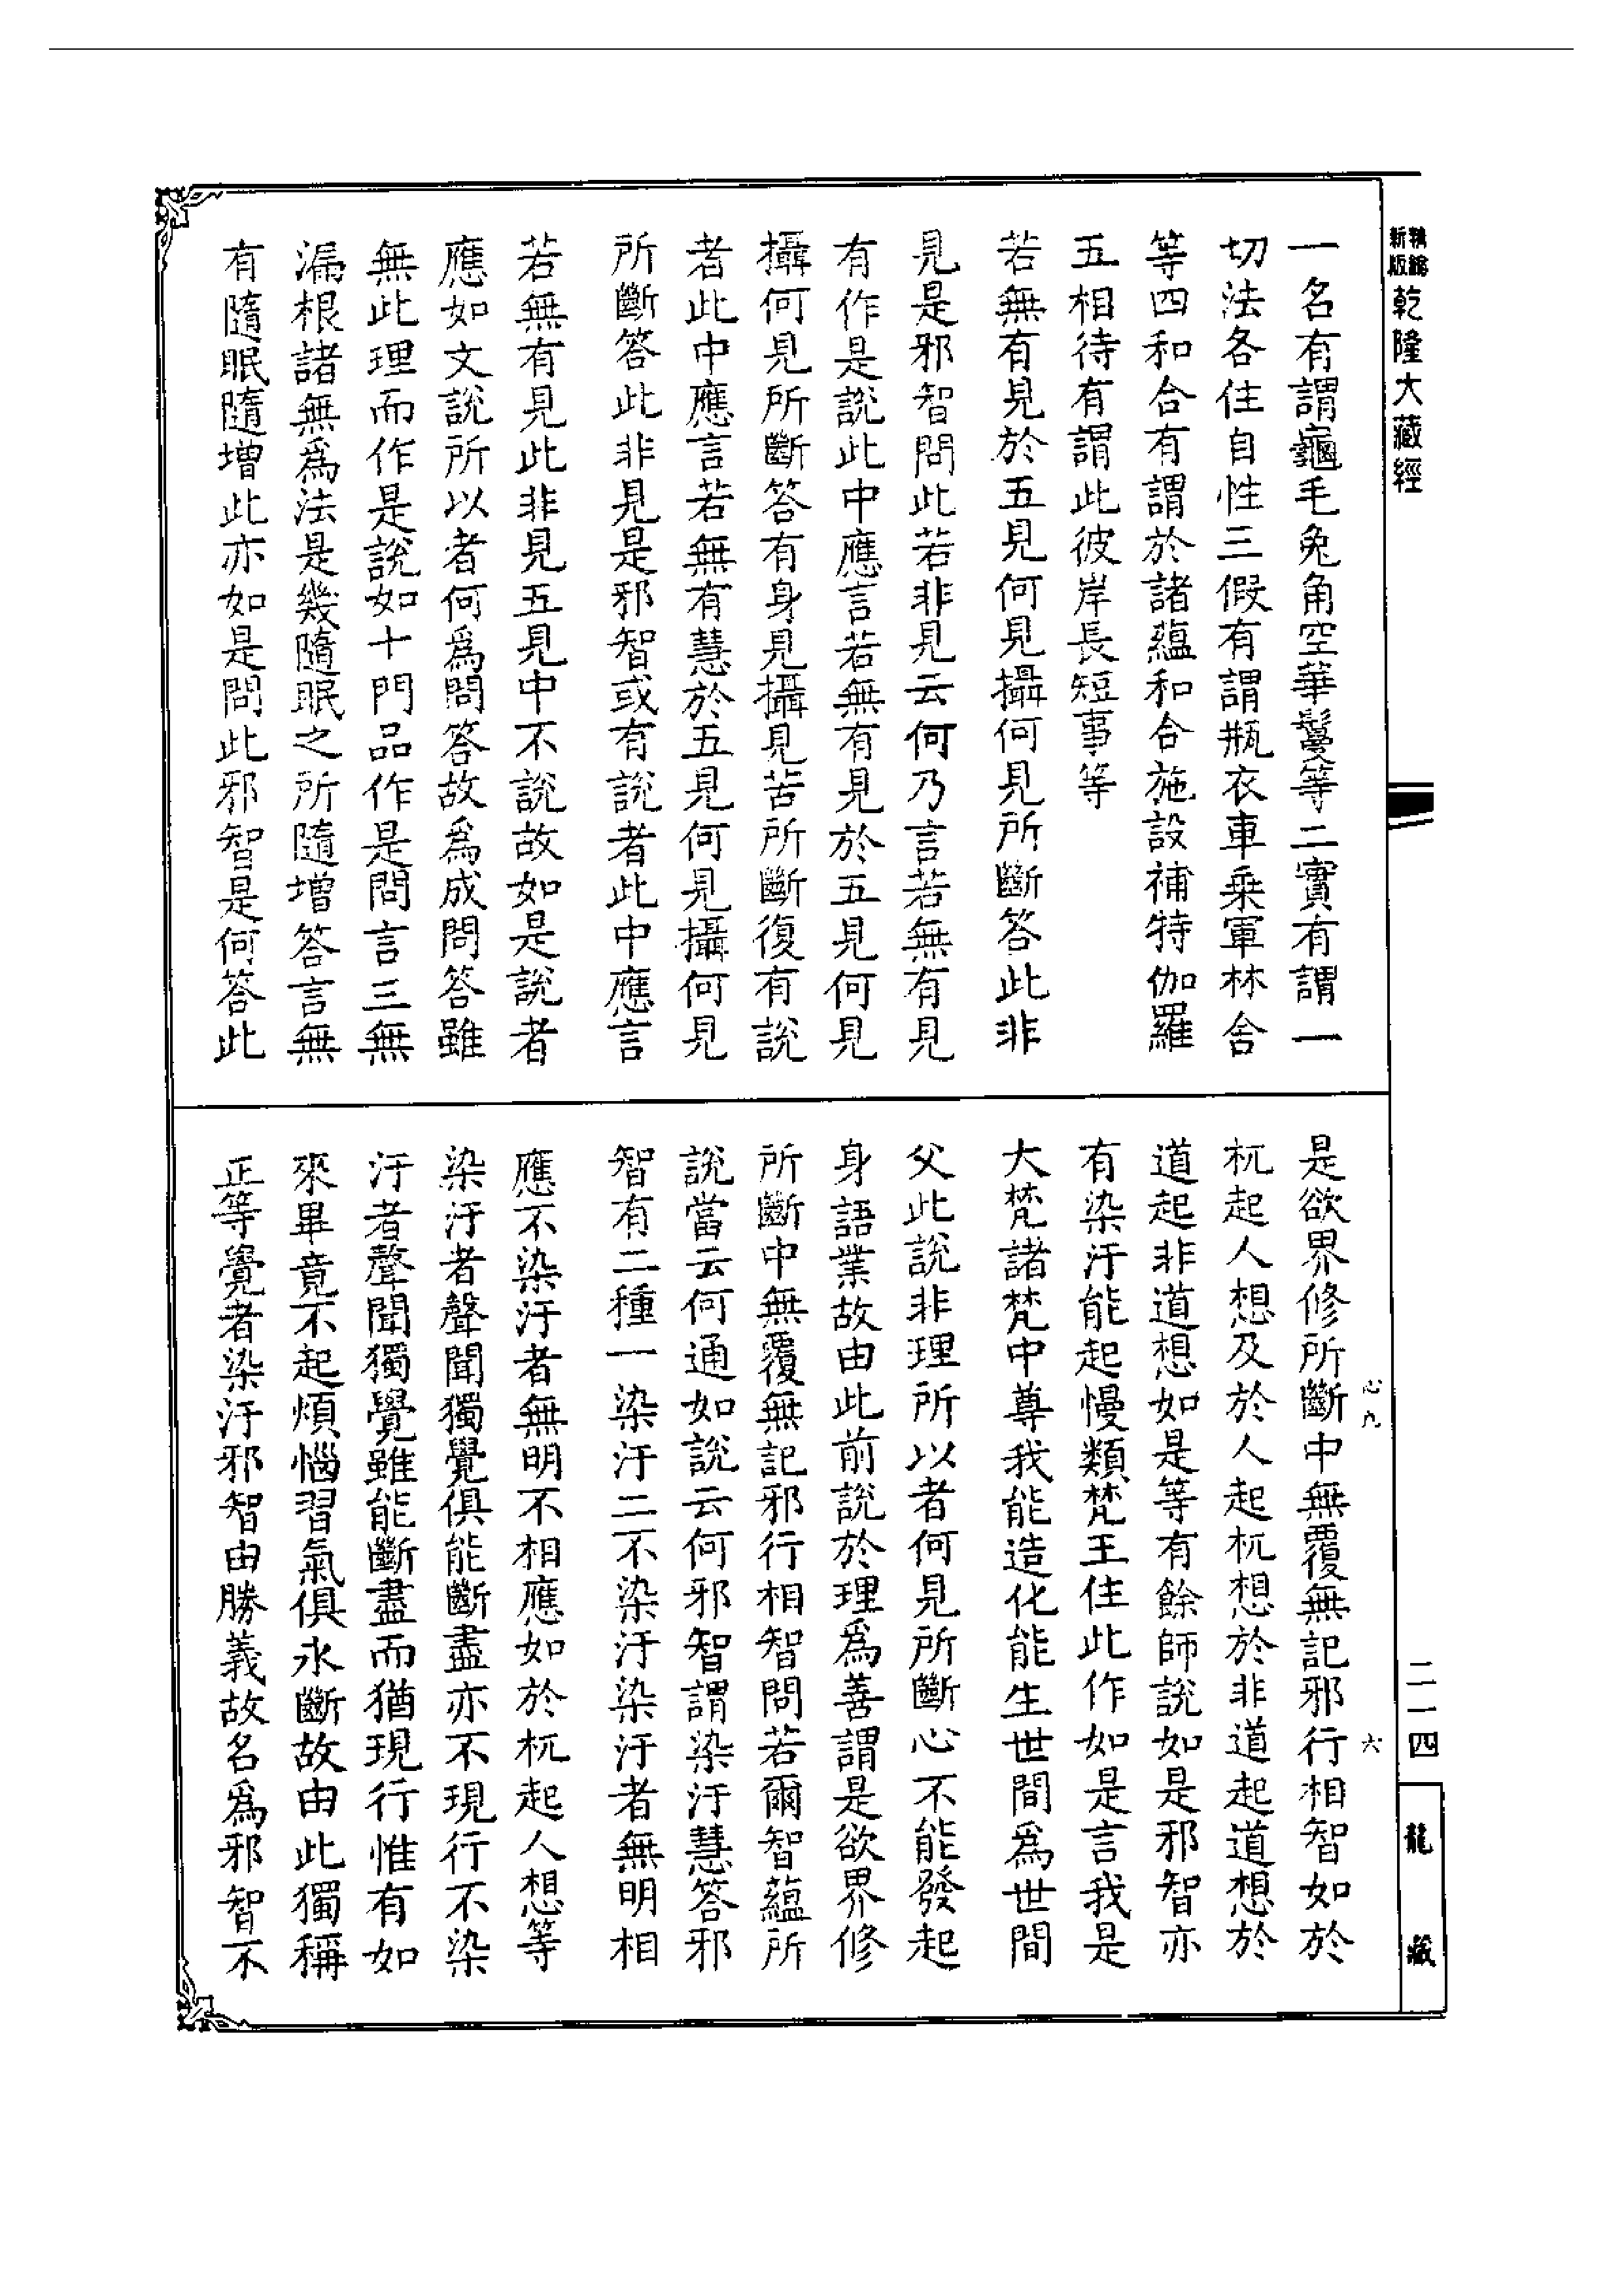 新版精縮乾隆大藏經
一名有謂龜毛兔角空華鬘等二實有謂一
切法各住自性三假有謂瓶衣車乘軍林舍
等四和合有謂於諸蘊和合施設補特伽羅
五相待有謂此彼岸長短事等
若無有見於五見何見攝何見所斷答此非
見是邪智問此若非見云何乃言若無有見
有作是說此中應言若無有見於五見何見
攝何見所斷答有身見攝見苦所斷復有說
者此中應言若無有慧於五見何見攝何見
所斷答此非見是邪智或有說者此中應言
若無有見此非見五見中不說故如是說者
應如文說所以者何為問答故為成問答雖
無此理而作是說如十門品作是問言三無
漏根諸無為法是幾隨眠之所隨增答言無
有隨眠隨增此亦如是問此邪智是何答此
是欲界修所斷中無覆無記邪行相智如於
杌起人想及於人起杌想於非道起道想於
道起非道想如是等有餘師說如是邪智亦
有染汙能起慢類梵王住此作如是言我是
大梵諸梵中尊我能造化能生世間為世間
父此說非理所以者何見所斷心不能發起
身語業故由此前說於理為善謂是欲界修
所斷中無覆無記邪行相智問若爾智蘊所
說當云何通如說云何邪智謂染汙慧答邪
智有二種一染汙二不染汙染汙者無明相
應不染汙者無明不相應如於杌起人想等
染汙者聲聞獨覺俱能斷盡亦不現行不染
汙者聲聞獨覺雖能斷盡而猶現行惟有如
來畢竟不起煩惱習氣俱永斷故由此獨稱
正等覺者染汙邪智由勝義故名為邪智不
心九
六
二一四
龍藏